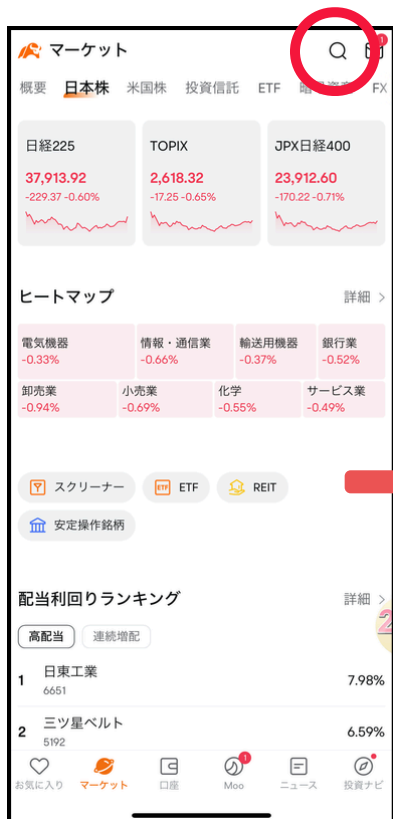 マーケット
1
概要 日本株 米国株 投資信託 ETF FX
日経225 TOPIX JPX日経400
37,913.92 2,618.32 23,912.60
-229.37 -0.60% -17.25 -0.65% -170.22 -0.71%
ヒートマップ 詳細 >
電気機器 情報・通信業 輸送用機器 銀行業
-0.33% -0.66% -0.37% -0.52%
卸売業 小売業 化学 サービス業
-0.94% -0.69% -0.55% -0.49%
スクリーナー ETF ETF REIT
安定操作銘柄
配当利回りランキング 詳細 >
2
高配当 連続増配
1 日東工業 7.98%
6651
2 三ツ星ベルト 6.59%
5192
1
お気に入り マーケット 口座 Moo ニュース 投資ナビ